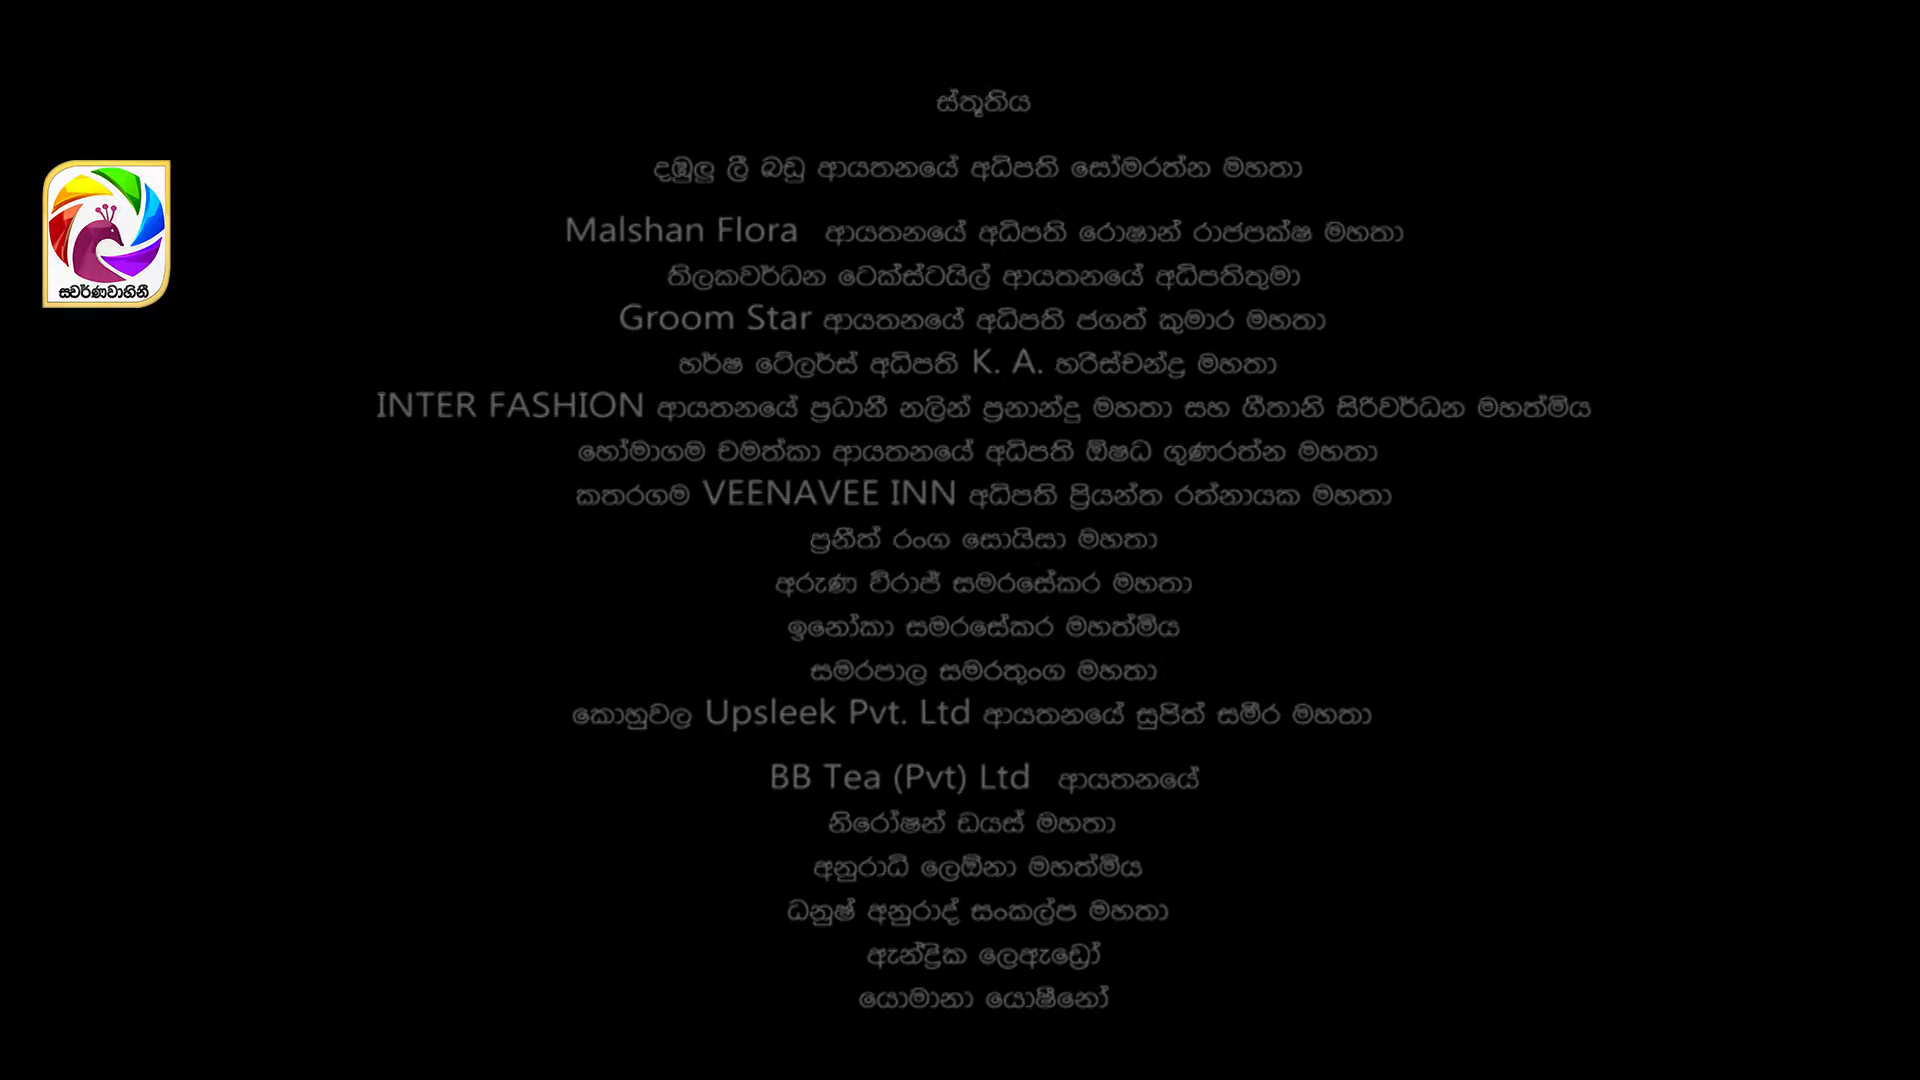 ස්තූතිය
දඹුලු ලී බඩු ආයතනයේ අධිපති සෝමරත්න මහතා
ස්වර්ණවාහිනී
Malshan Flora ආයතනයේ අධිපති රොෂාන් රාජපක්ෂ මහතා
තිලකවර්ධන ටෙක්ස්ටයිල් ආයතනයේ අධිපතිතුමා
Groom Star ආයතනයේ අධිපති ජගත් කුමාර මහතා
හර්ෂ ටේලර්ස් අධිපති K. A. හරිස්චන්ද්‍ර මහතා
INTER FASHION ආයතනයේ ප්‍රධානී නලින් ප්‍රනාන්දු මහතා සහ ගීතානි සිරිවර්ධන මහත්මිය
හෝමාගම චමත්කා ආයතනයේ අධිපති ඕෂධ ගුණරත්න මහතා
කතරගම VEENAVEE INN අධිපති ප්‍රියන්ත රත්නායක මහතා
ප්‍රනීත් රංග සොයිසා මහතා
අරුණ විරාජ් සමරසේකර මහතා
ඉනෝකා සමරසේකර මහත්මිය
සමරපාල සමරතුංග මහතා
කොහුවල Upsleek Pvt. Ltd ආයතනයේ සුපිත් සමීර මහතා
BB Tea (Pvt) Ltd ආයතනයේ
නිරෝෂන් ඩයස් මහතා
අනුරාධි ලෙඕනා මහත්මිය
ධනුෂ් අනුරාද් සංකල්ප මහතා
ඇන්ද්‍රික ලෙඇඩ්‍රෝ
යොමානා යොෂිනෝ